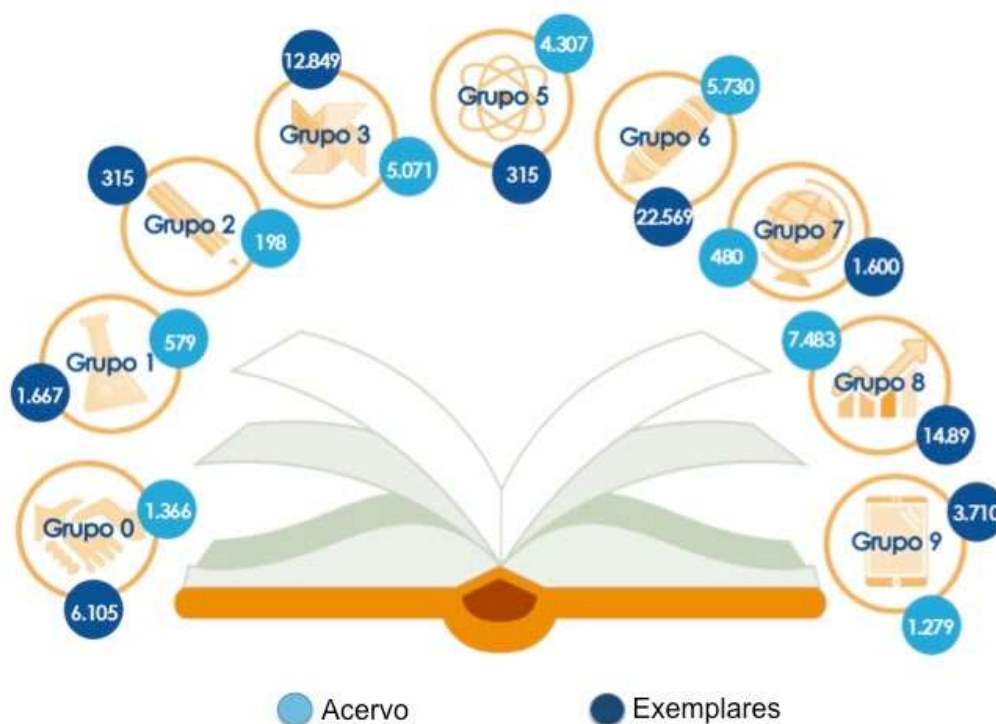 12.849
Grupo 3
5.071
4.307
Grupo 5
315
5.730
Grupo 6
22.569
315
Grupo 2
198
Grupo 7
480
1.600
579
Grupo 1
1.667
7.483
Grupo 8
14.89
1.366
Grupo 0
6.105
3.710
Grupo 9
1.279
Acervo
Exemplares